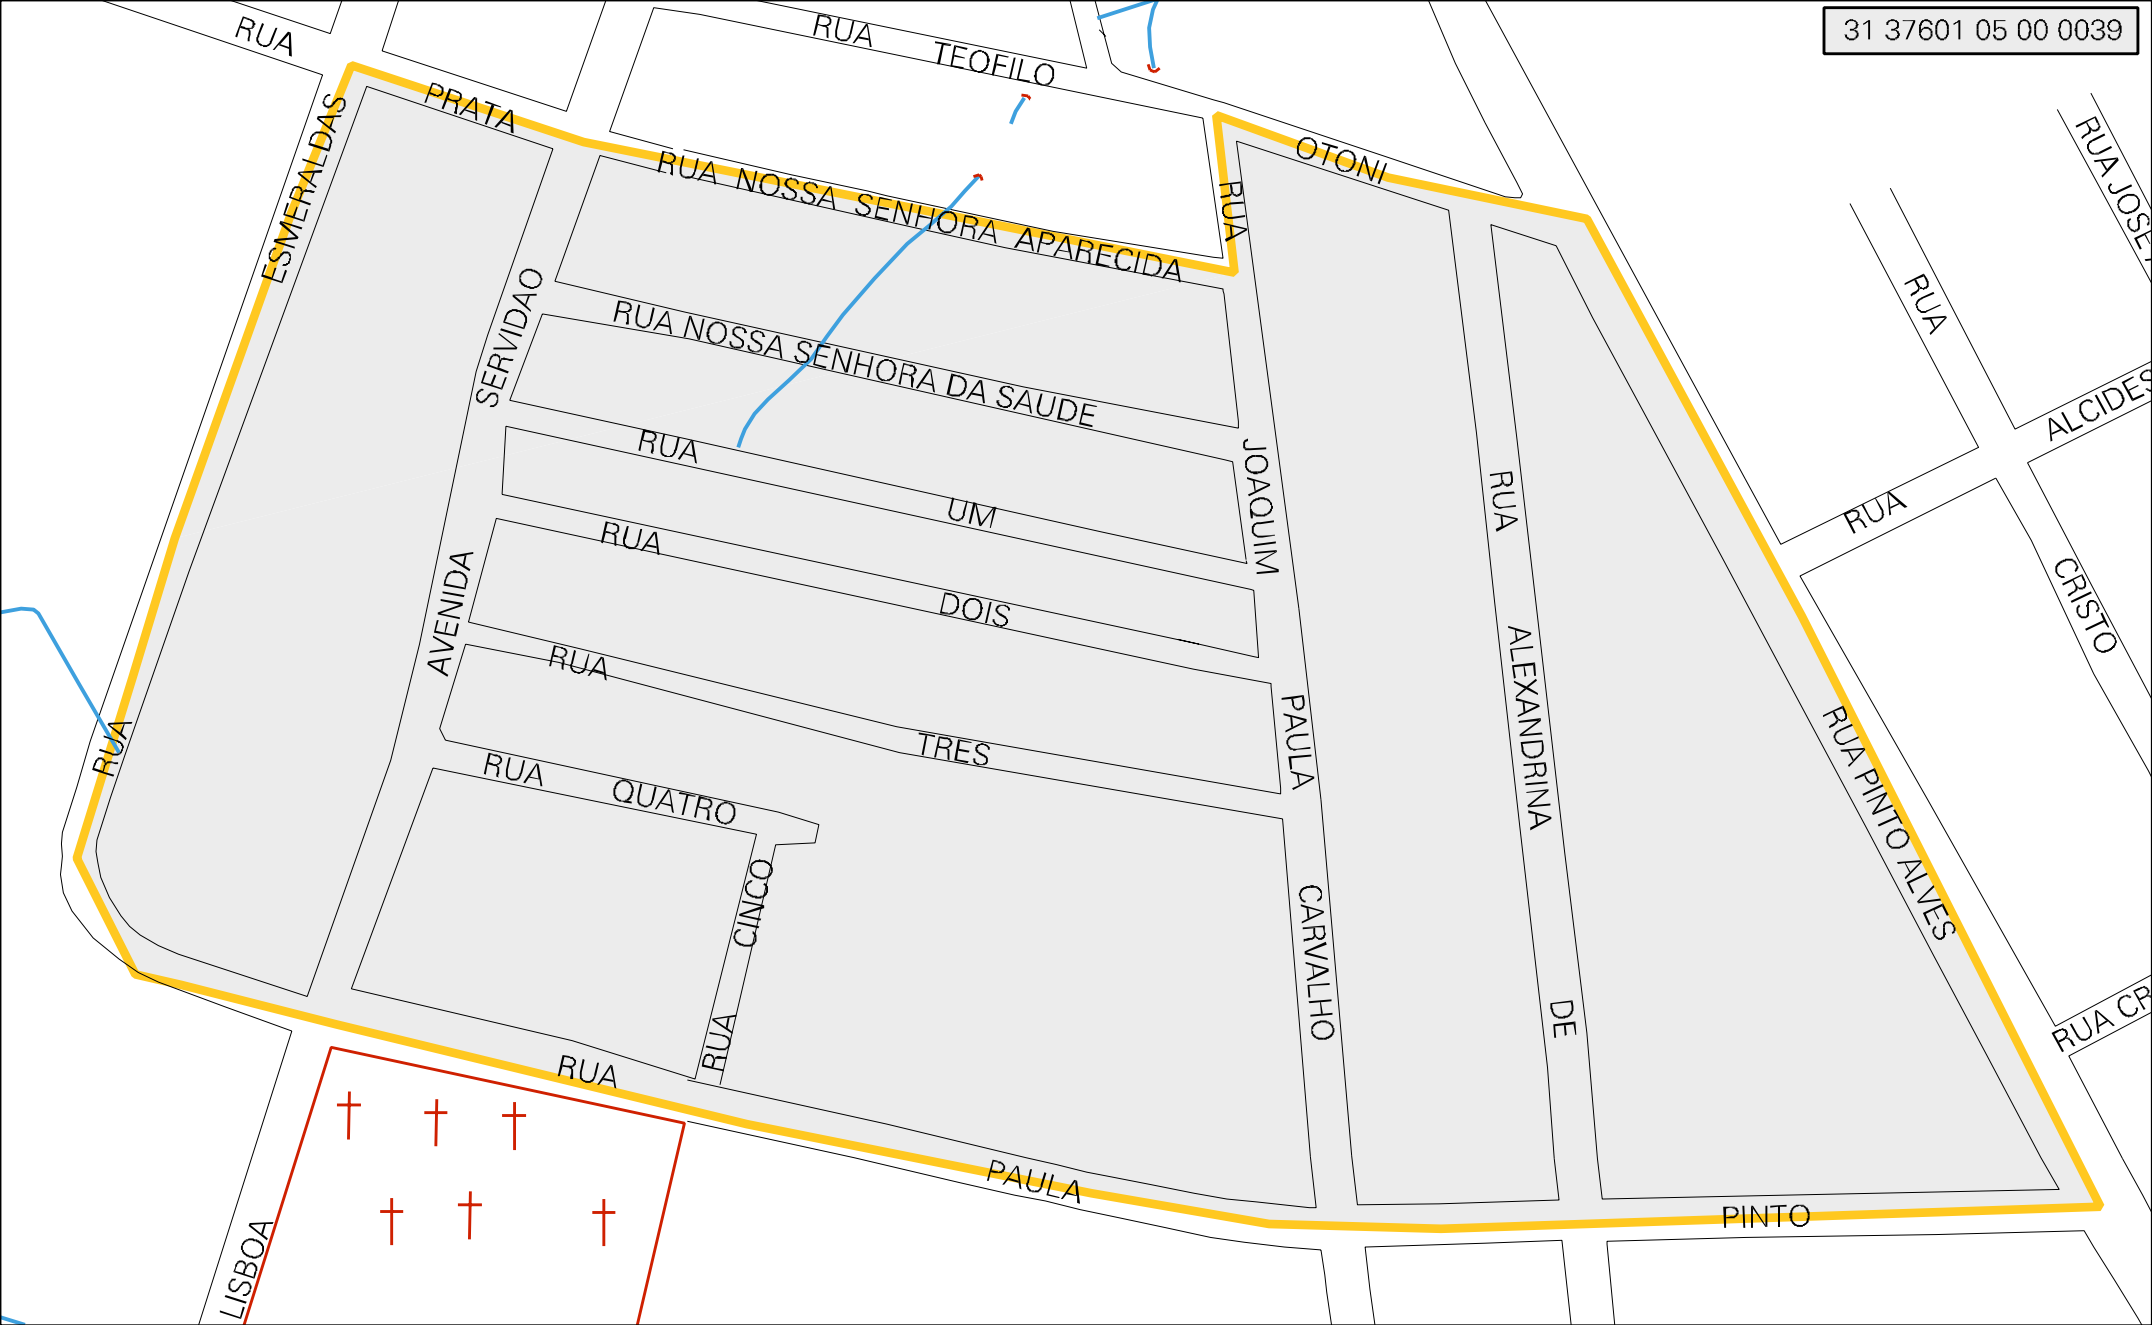 31 37601 05 00 0039
RUA
PRATA
RUA TEOFILO
OTONI
ESMERALDAS
RUA
RUA NOSSA SENHORA APARECIDA
RUA
JOAQUIM
PAULA
CARVALHO
SERVIDAO
AVENIDA
RUA NOSSA SENHORA DA SAUDE
RUA UM
RUA DOIS
RUA TRES
RUA QUATRO
RUA CINCO
RUA
ALEXANDRINA
DE
RUA PINTO ALVES
RUA JOSE
RUA
CRISTO
RUA
ALCIDES
RUA CR
RUA
PAULA
PINTO
LISBOA